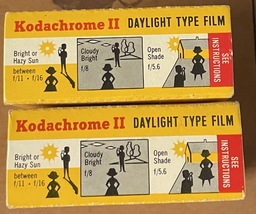 Kodachrome II DAYLIGHT TYPE FILM
Bright or
Hazy Sun
between
f/11 • f/16
Cloudy
Bright
f/8
Open
Shade
f/5.6
SEE
INSTRUCTIONS
Kodachrome II DAYLIGHT TYPE FILM
Bright or
Hazy Sun
between
f/11 • f/16
Cloudy
Bright
f/8
Open
Shade
f/5.6
SEE
INSTRUCTIONS